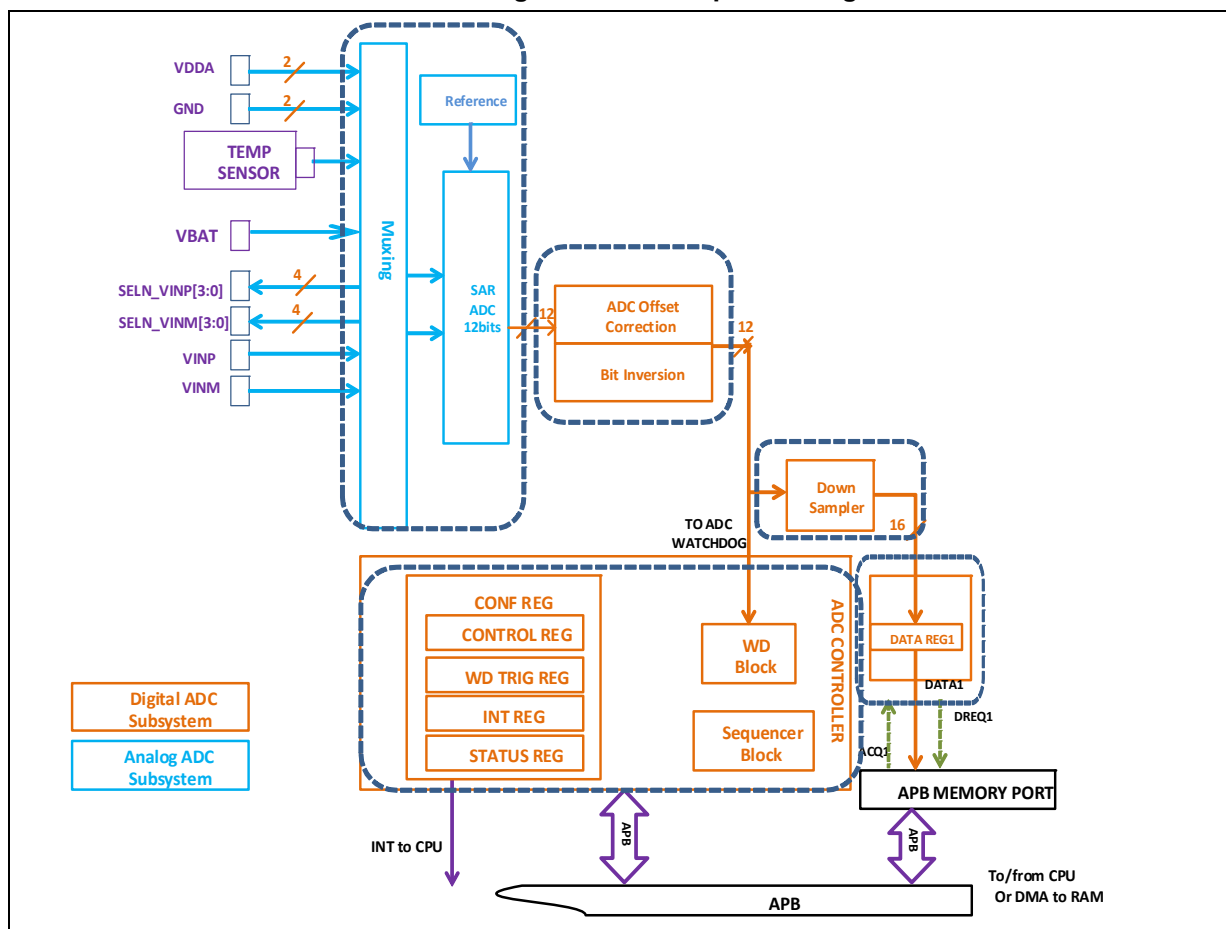 VDDA
2
GND
2
TEMP
SENSOR
VBAT
SELN_VINP[3:0]
4
SELN_VINM[3:0]
4
VINP
VINM
Muxing
Reference
SAR
ADC
12bits
12
ADC Offset
Correction
Bit Inversion
12
Down
Sampler
16
TO ADC
WATCHDOG
CONF REG
CONTROL REG
WD TRIG REG
INT REG
STATUS REG
WD
Block
Sequencer
Block
ADC CONTROLLER
DATA REG1
DATA1
DREQ1
ACQ1
APB MEMORY PORT
Digital ADC
Subsystem
Analog ADC
Subsystem
INT to CPU
APB
APB
To/from CPU
Or DMA to RAM
APB